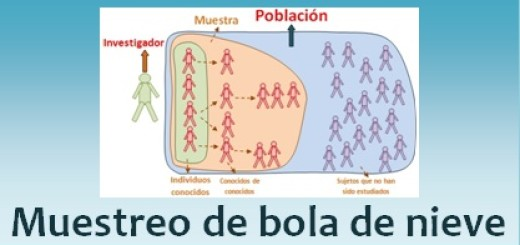 Población
Muestra
Investigador
Individuos
conocidos
Conocidos de
conocidos
Sujetos que no han
sido estudiados
Muestreo de bola de nieve